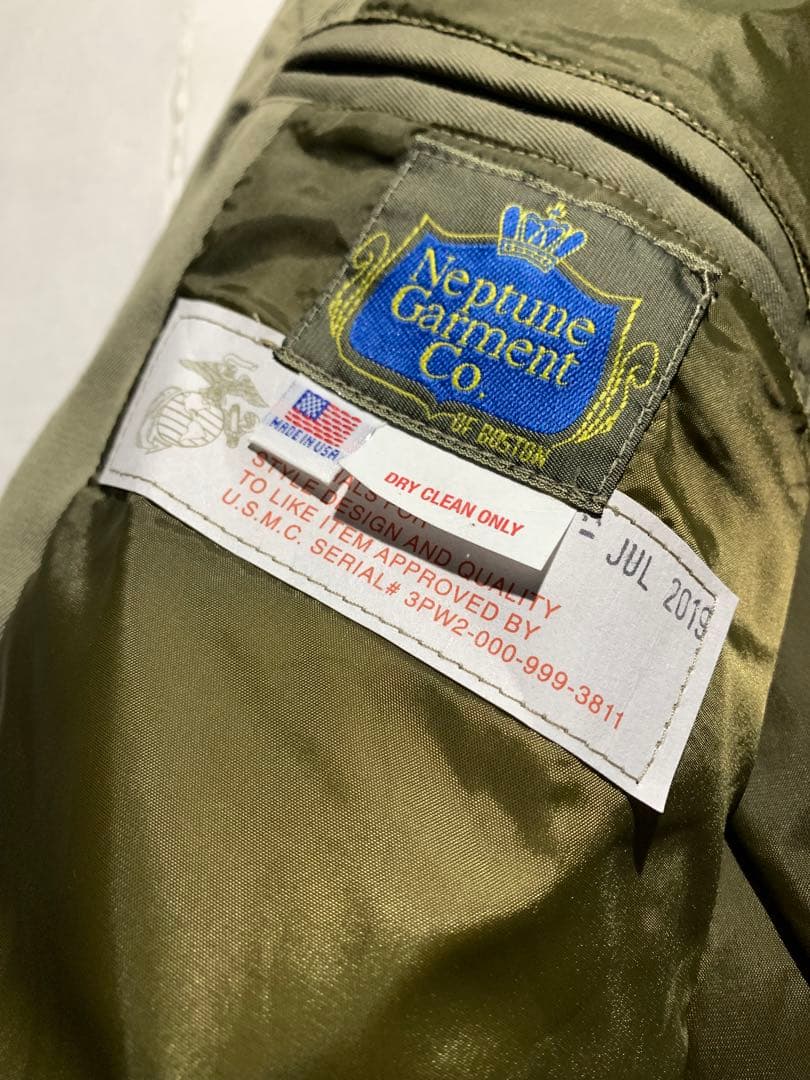 Neptune
Garment
Co.
OF BOSTON
MADE IN USA
DRY CLEAN ONLY
STYLE DESIGN AND QUALITY
TO LIKE ITEM APPROVED BY
U.S.M.C. SERIAL# 3PW2-000-999-3811
JUL 2019